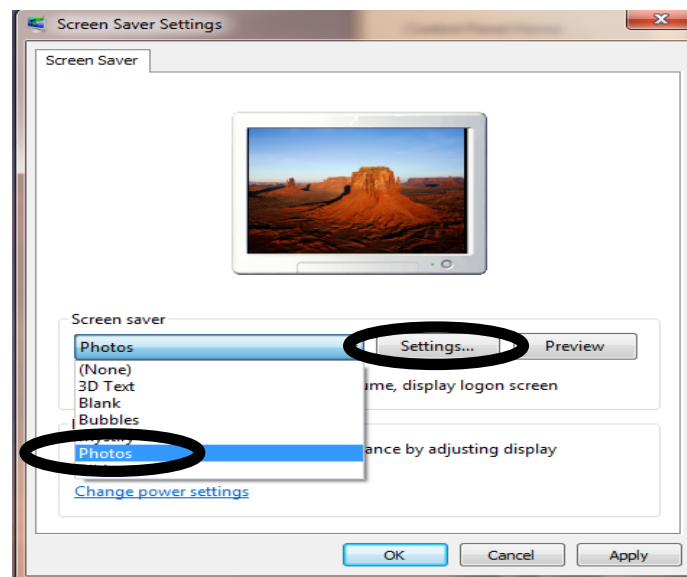 Screen Saver Settings
Screen Saver
Screen saver
Photos
Settings...
Preview
(None)
3D Text
Blank
Bubbles
Photos
ume, display logon screen
ance by adjusting display
Change power settings
OK
Cancel
Apply